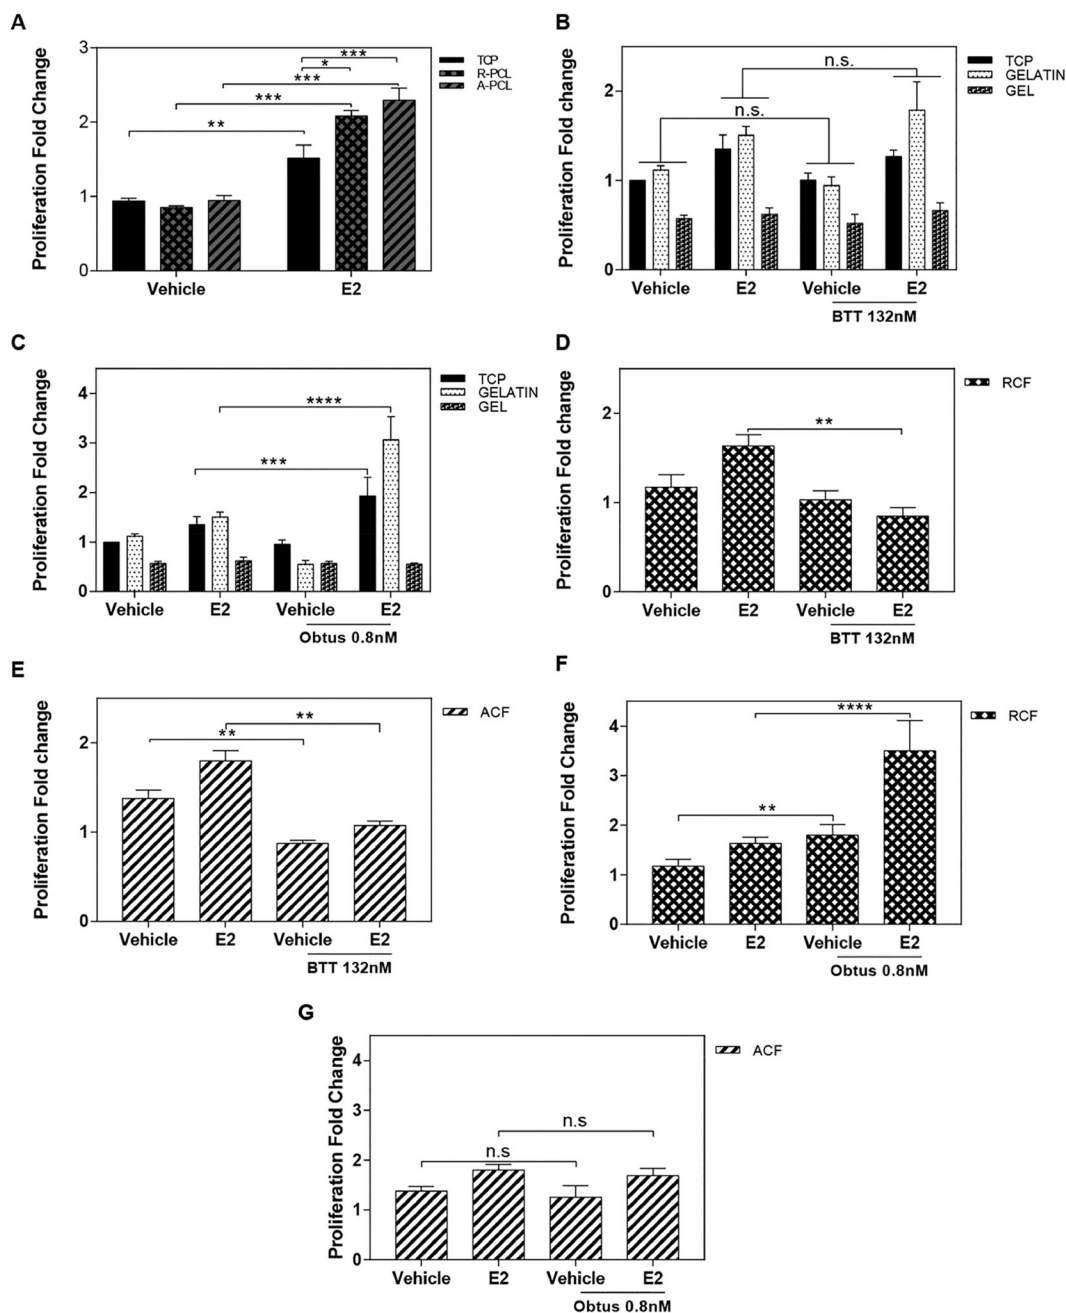 A
Proliferation Fold Change
3
2
1
0
***
*
***
***
**
TCP
R-PCL
A-PCL
Vehicle
E2
B
Proliferation Fold Change
2
1
0
n.s.
n.s.
TCP
GELATIN
GEL
Vehicle
E2
Vehicle
E2
BTT 132nM
C
Proliferation Fold Change
4
3
2
1
0
****
***
TCP
GELATIN
GEL
Vehicle
E2
Vehicle
E2
Obtus 0.8nM
D
Proliferation Fold change
2
1
0
**
RCF
Vehicle
E2
Vehicle
E2
BTT 132nM
E
Proliferation Fold change
2
1
0
**
**
ACF
Vehicle
E2
Vehicle
E2
BTT 132nM
F
Proliferation Fold Change
4
3
2
1
0
****
**
RCF
Vehicle
E2
Vehicle
E2
Obtus 0.8nM
G
Proliferation Fold Change
4
3
2
1
0
n.s
n.s
ACF
Vehicle
E2
Vehicle
E2
Obtus 0.8nM